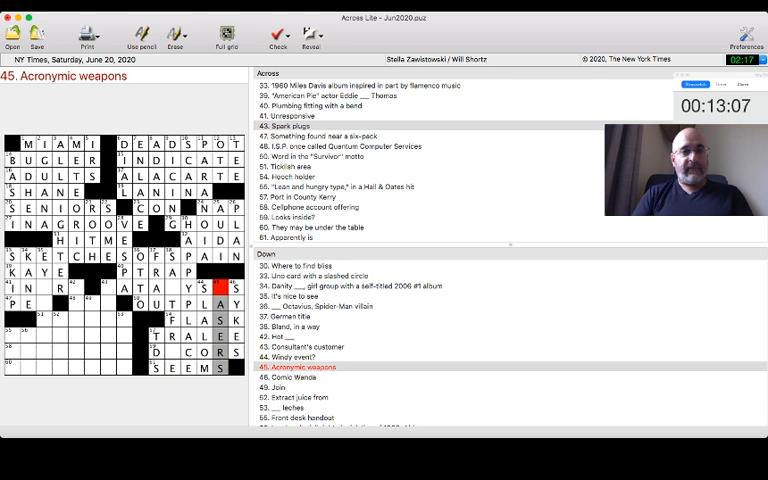 Across Lite - Jun2020.puz
Open Save Print Use pencil Erase Full grid Check Reveal Preferences
NY Times, Saturday, June 20, 2020 Stella Zawistowski / Will Shortz © 2020, The New York Times 02:17
45. Acronymic weapons
Across
33. 1960 Miles Davis album inspired in part by flamenco music
39. "American Pie" actor Eddie ___ Thomas
40. Plumbing fitting with a bend
41. Unresponsive
43. Spark plugs
47. Something found near a six-pack
48. I.S.P. once called Quantum Computer Services
50. Word in the "Survivor" motto
51. Ticklish area
54. Hooch holder
55. "Lean and hungry type," in a Hall & Oates hit
57. Port in County Kerry
58. Cellphone account offering
59. Looks inside?
60. They may be under the table
61. Apparently is
00:13:07
MIAMI DEADSPOT
BUGLER INDICATE
ADULTS ALACARTE
SHANE LANINA
SENIORS CON NAP
INAGROOVE GHOUL
HITME AIDA
SKETCHESOFSPAIN
KAYE PTRAP
IN R ATA YS S
PE OUTPLAY
FLASK
TRALEE
D CORS
SEEMS
Down
30. Where to find bliss
33. Uno card with a slashed circle
34. Danity ___, girl group with a self-titled 2006 #1 album
35. It's nice to see
36. ___ Octavius, Spider-Man villain
37. German title
38. Bland, in a way
42. Hot ___
43. Consultant's customer
44. Windy event?
45. Acronymic weapons
46. Comic Wanda
49. Join
52. Extract juice from
53. ___ leches
55. Front desk handout